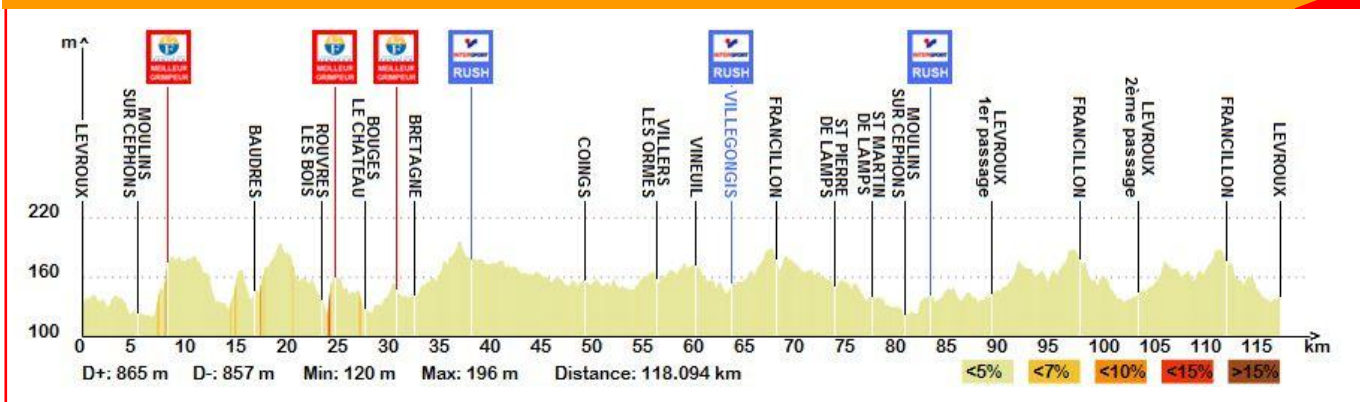 m^
MEILLEUR
GRIMPEUR
MEILLEUR
GRIMPEUR
MEILLEUR
GRIMPEUR
INTERSPORT
RUSH
INTERSPORT
RUSH
INTERSPORT
RUSH
LEVROUX
MOULINS
SUR CEPHONS
BAUDRES
ROUVRES
LES BOIS
BOUGES
LE CHATEAU
BRETAGNE
COINGS
VILLERS
LES ORMES
VINEUIL
VILLEGONGIS
FRANCILLON
ST PIERRE
DE LAMPS
ST MARTIN
DE LAMPS
MOULINS
SUR CEPHONS
LEVROUX
1er passage
FRANCILLON
LEVROUX
2ème passage
FRANCILLON
LEVROUX
220
160
100
0 5 10 15 20 25 30 35 40 45 50 55 60 65 70 75 80 85 90 95 100 105 110 115 km
D+: 865 m D-: 857 m Min: 120 m Max: 196 m Distance: 118.094 km <5% <7% <10% <15% >15%